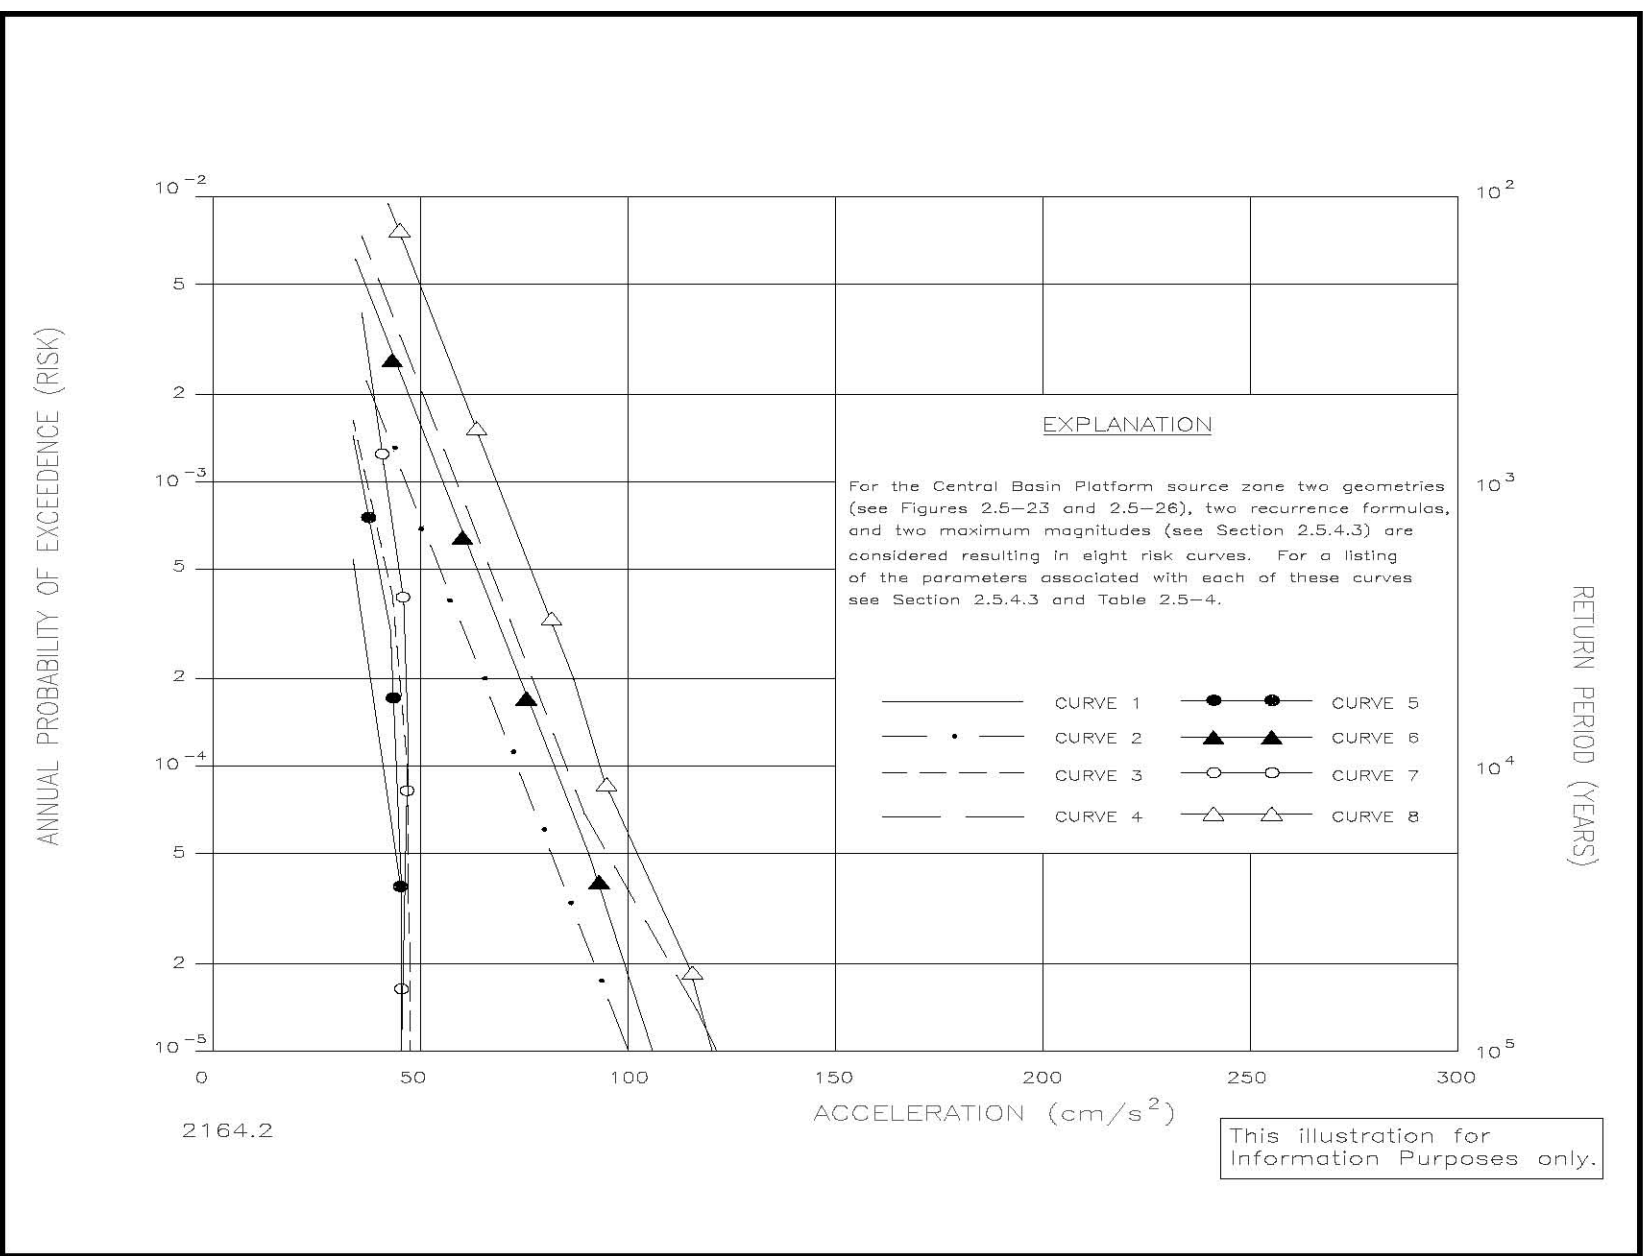 10-2
5
2
10-3
5
2
10-4
5
2
10-5
ANNUAL PROBABILITY OF EXCEEDENCE (RISK)
10²
10³
10⁴
10⁵
RETURN PERIOD (YEARS)
EXPLANATION
For the Central Basin Platform source zone two geometries
(see Figures 2.5-23 and 2.5-26), two recurrence formulas,
and two maximum magnitudes (see Section 2.5.4.3) are
considered resulting in eight risk curves. For a listing
of the parameters associated with each of these curves
see Section 2.5.4.3 and Table 2.5-4.
CURVE 1 CURVE 5
CURVE 2 CURVE 6
CURVE 3 CURVE 7
CURVE 4 CURVE 8
0 50 100 150 200 250 300
ACCELERATION (cm/s²)
2164.2
This illustration for
Information Purposes only.